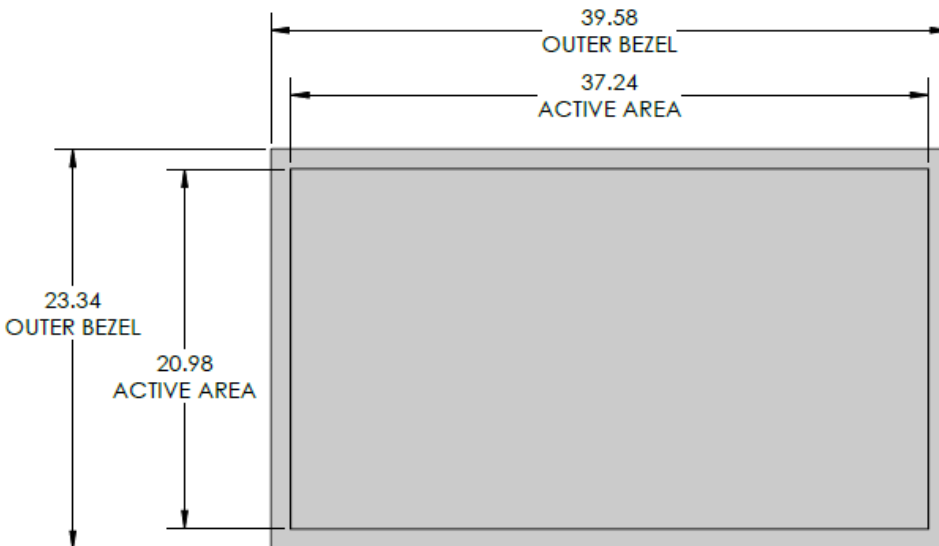 39.58
OUTER BEZEL
37.24
ACTIVE AREA
23.34
OUTER BEZEL
20.98
ACTIVE AREA